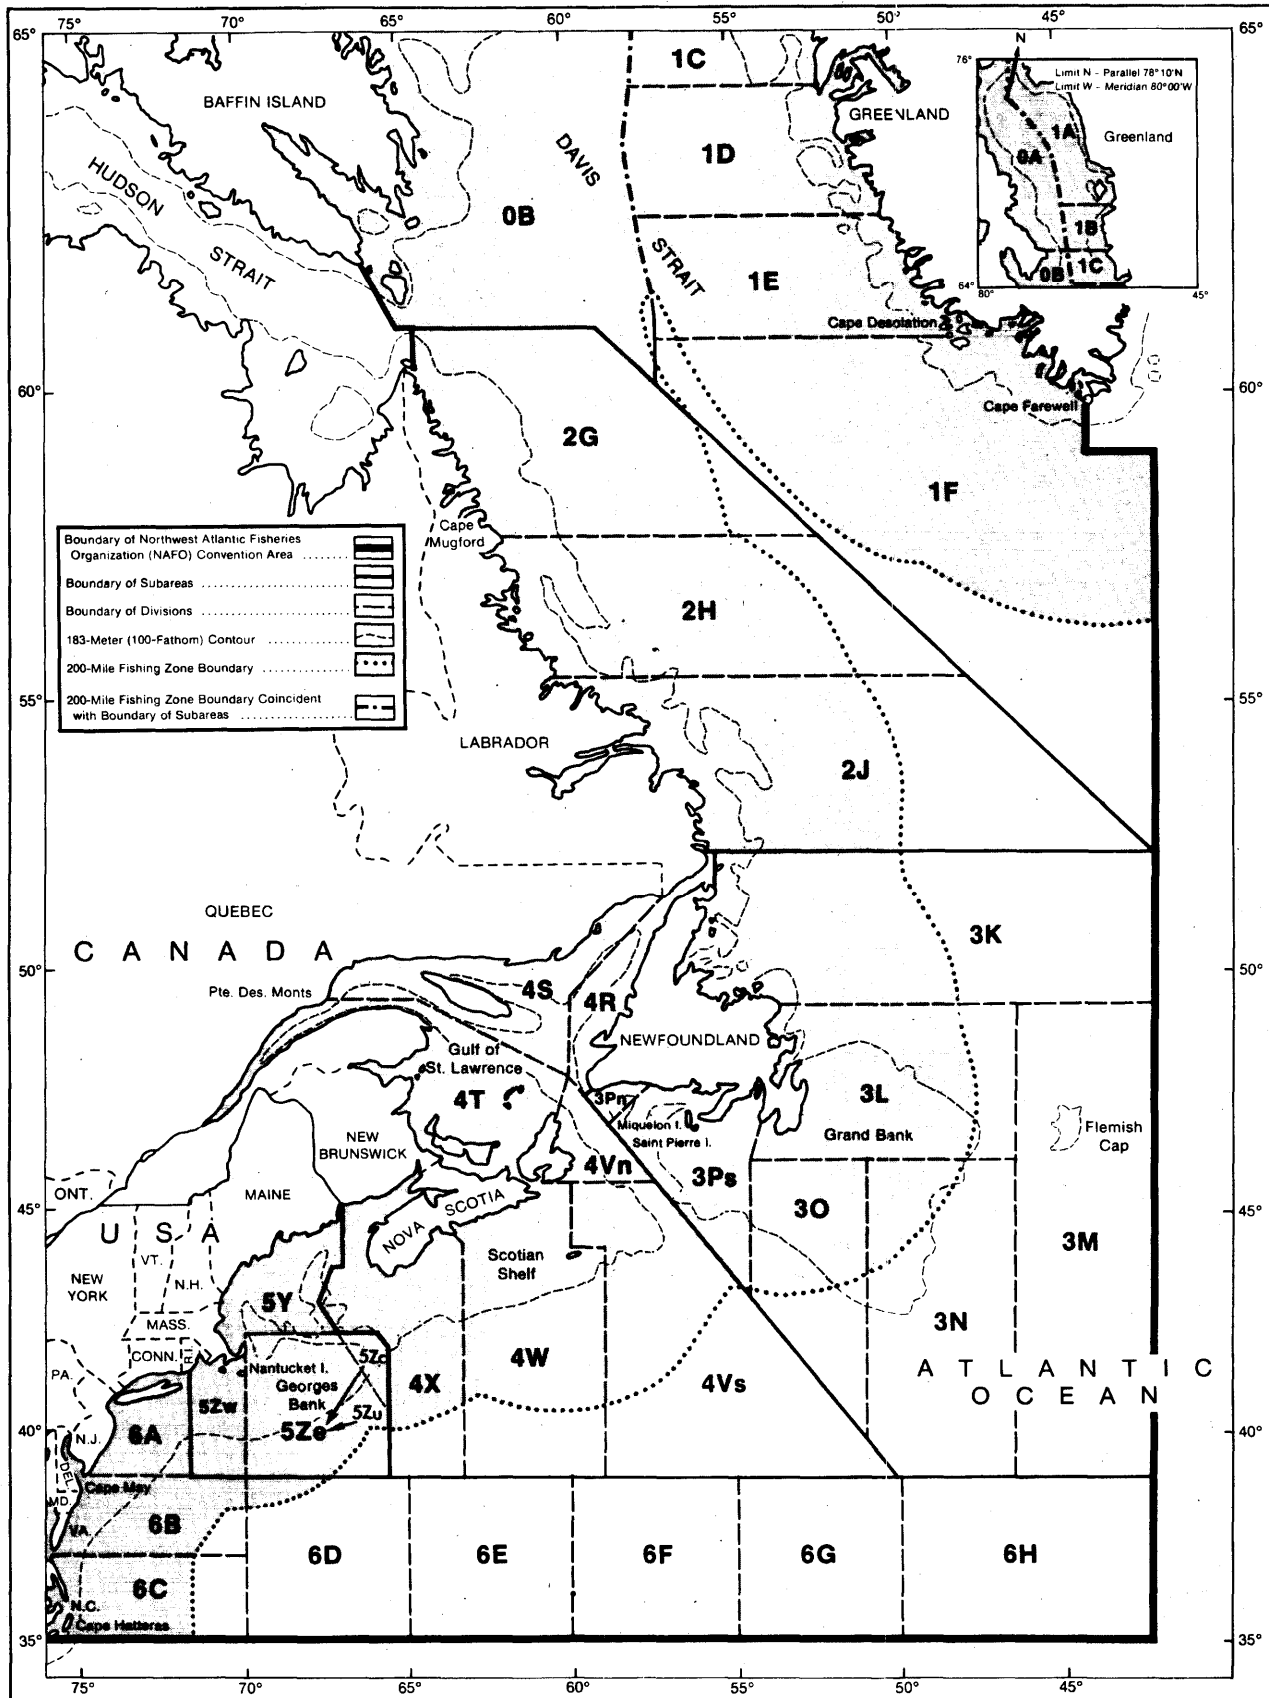 75° 70° 65° 60° 55° 50° 45°
65° 65°
1C
N
76°
Limit N - Parallel 78°10'N
Limit W - Meridian 80°00'W
BAFFIN ISLAND
GREENLAND
1A
Greenland
0A
DAVIS
1D
HUDSON
0B
1B
STRAIT
STRAIT
1E
0B
1C
64°
80° 45°
Cape Desolation
60° 60°
Cape Farewell
2G
1F
Cape
Mugford
Boundary of Northwest Atlantic Fisheries
Organization (NAFO) Convention Area
Boundary of Subareas
Boundary of Divisions
183-Meter (100-Fathom) Contour
200-Mile Fishing Zone Boundary
200-Mile Fishing Zone Boundary Coincident
with Boundary of Subareas
2H
55° 55°
LABRADOR
2J
QUEBEC
CANADA
3K
50° 50°
Pte. Des. Monts
4S
4R
NEWFOUNDLAND
Gulf of
St. Lawrence
4T
3Pn
3L
Miquelon I.
Saint Pierre I.
Grand Bank
Flemish
Cap
NEW
BRUNSWICK
4Vn
3Ps
ONT.
MAINE
NOVA SCOTIA
3O
45° 45°
USA
3M
VT.
Scotian
Shelf
NEW
YORK
N.H.
5Y
MASS.
3N
CONN.
R.I.
PA.
Nantucket I.
5Zc
Georges
Bank
4X
4W
4Vs
ATLANTIC
OCEAN
5Zw
5Zu
5Ze
40° 40°
N.J.
6A
DEL.
Cape May
MD.
VA.
6B
6D
6E
6F
6G
6H
6C
N.C.
Cape Hatteras
35° 35°
75° 70° 65° 60° 55° 50° 45°